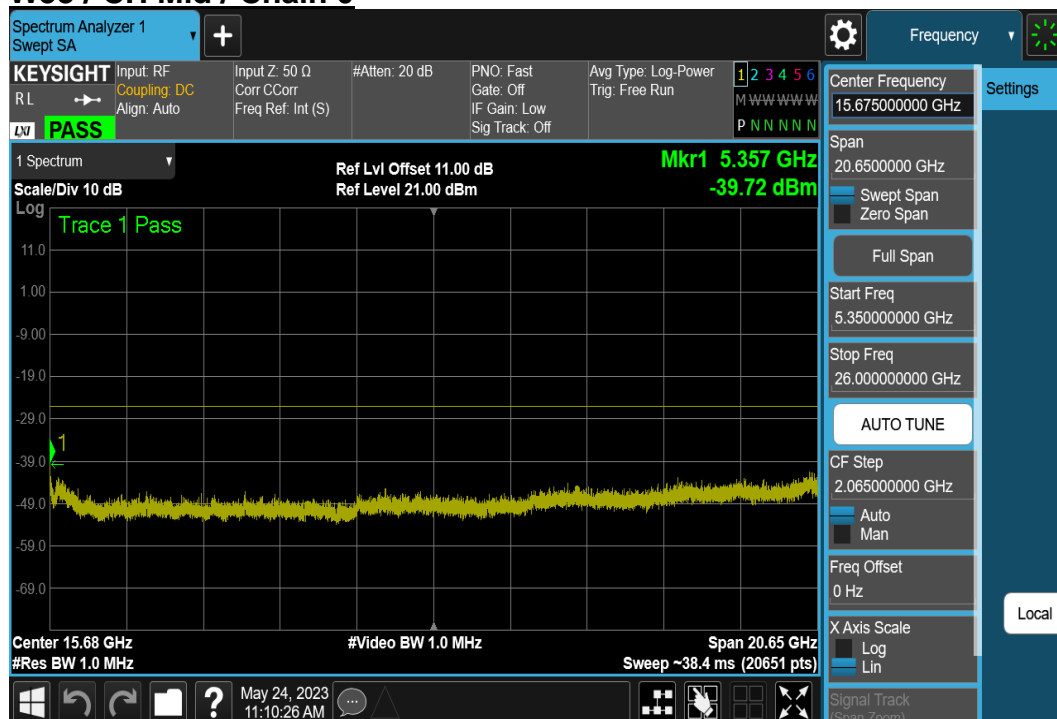 Spectrum Analyzer 1
Swept SA
Frequency
KEYSIGHT
RL
LXI
PASS
Input: RF
Coupling: DC
Align: Auto
Input Z: 50 Ω
Corr CCorr
Freq Ref: Int (S)
#Atten: 20 dB
PNO: Fast
Gate: Off
IF Gain: Low
Sig Track: Off
Avg Type: Log-Power
Trig: Free Run
1 2 3 4 5 6
M W W W W W
P N N N N N
1 Spectrum
Scale/Div 10 dB
Ref Lvl Offset 11.00 dB
Ref Level 21.00 dBm
Mkr1 5.357 GHz
-39.72 dBm
Log
Trace 1 Pass
11.0
1.00
-9.00
-19.0
-29.0
-39.0
-49.0
-59.0
-69.0
1
Center 15.68 GHz
#Res BW 1.0 MHz
#Video BW 1.0 MHz
Span 20.65 GHz
Sweep ~38.4 ms (20651 pts)
May 24, 2023
11:10:26 AM
Center Frequency
15.675000000 GHz
Span
20.6500000 GHz
Swept Span
Zero Span
Full Span
Start Freq
5.350000000 GHz
Stop Freq
26.000000000 GHz
AUTO TUNE
CF Step
2.065000000 GHz
Auto
Man
Freq Offset
0 Hz
X Axis Scale
Log
Lin
Signal Track
(Span Zoom)
Settings
Local